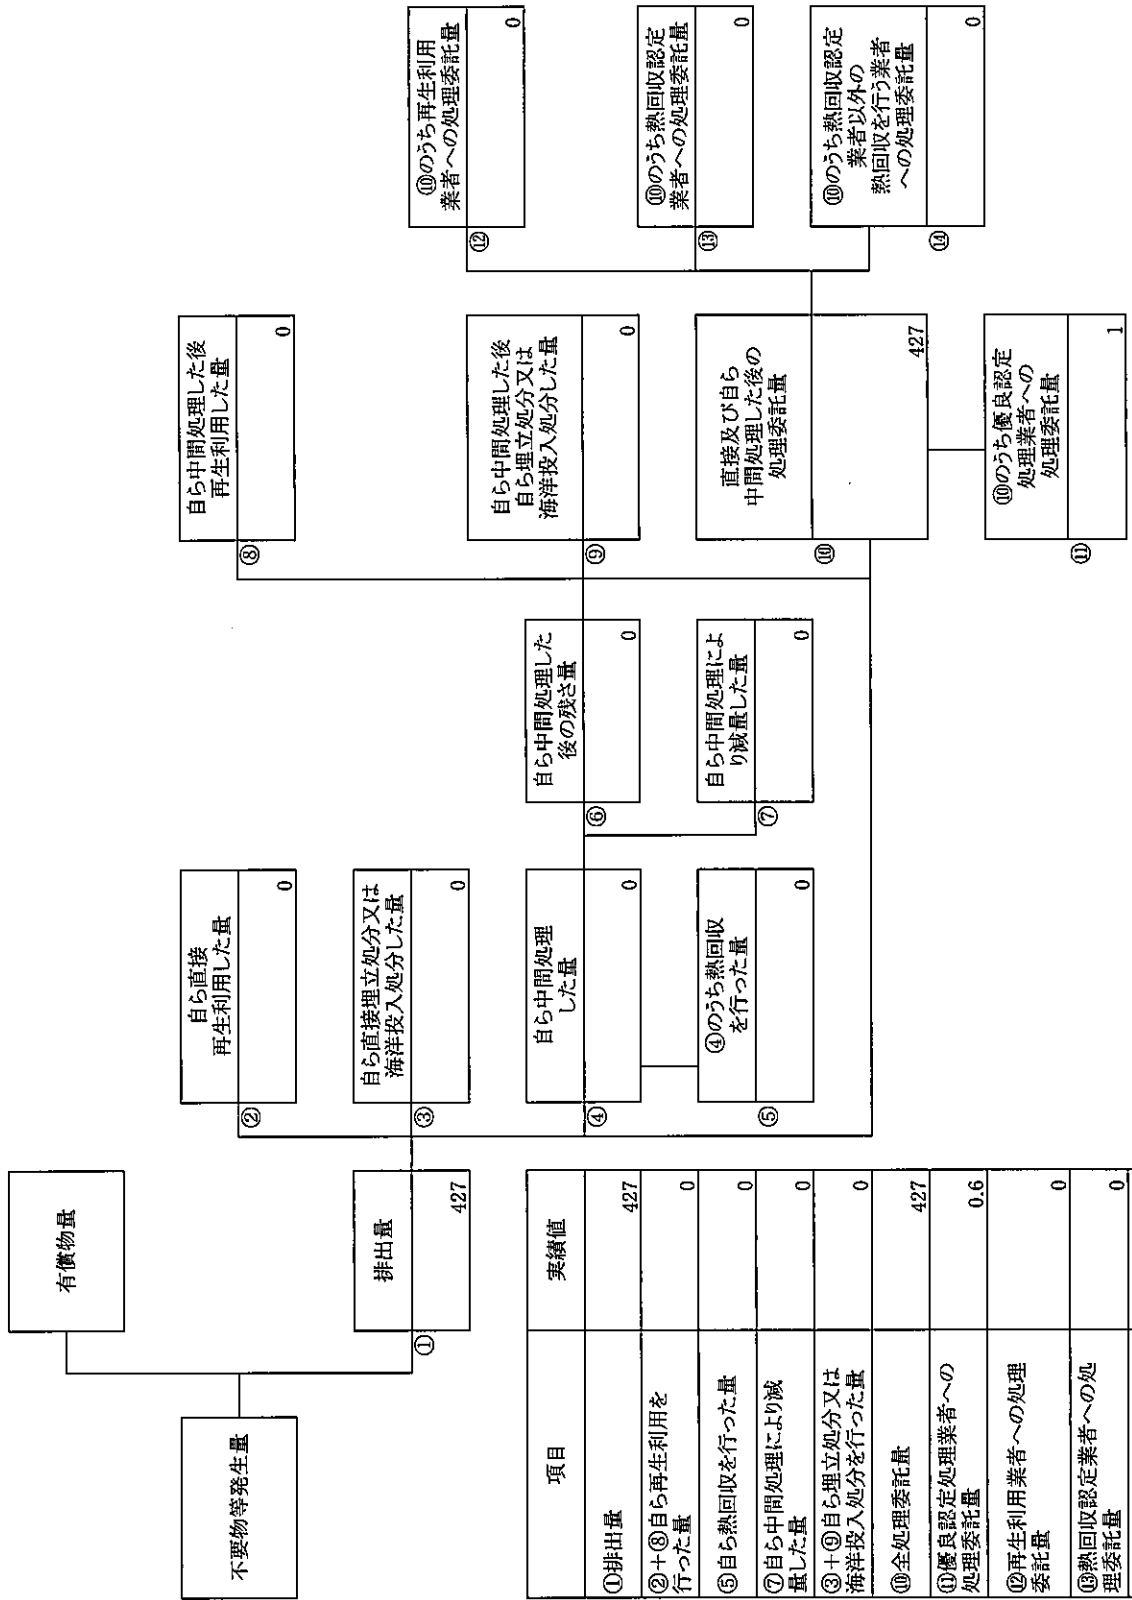 不要物等発生量
有償物量
①
排出量
427
②
自ら直接
再生利用した量
0
③
自ら直接埋立処分又は
海洋投入処分した量
0
④
自ら中間処理
した量
0
⑤
④のうち熱回収
を行った量
0
⑥
自ら中間処理した
後の残さ量
0
⑦
自ら中間処理によ
り減量した量
0
⑧
自ら中間処理した後
再生利用した量
0
⑨
自ら中間処理した後
自ら埋立処分又は
海洋投入処分した量
0
⑩
直接及び自ら
中間処理した後の
処理委託量
427
⑪
⑩のうち優良認定
処理業者への
処理委託量
1
⑫
⑩のうち再生利用
業者への処理委託量
0
⑬
⑩のうち熱回収認定
業者への処理委託量
0
⑭
⑩のうち熱回収認定
業者以外の
熱回収を行う業者
への処理委託量
0
項目 実績値
①排出量 427
②+⑧自ら再生利用を
行った量 0
⑤自ら熱回収を行った量 0
⑦自ら中間処理により減
量した量 0
③+⑨自ら埋立処分又は
海洋投入処分を行った量 0
⑩全処理委託量 427
⑪優良認定処理業者への
処理委託量 0.6
⑫再生利用業者への処理
委託量 0
⑬熱回収認定業者への処
理委託量 0